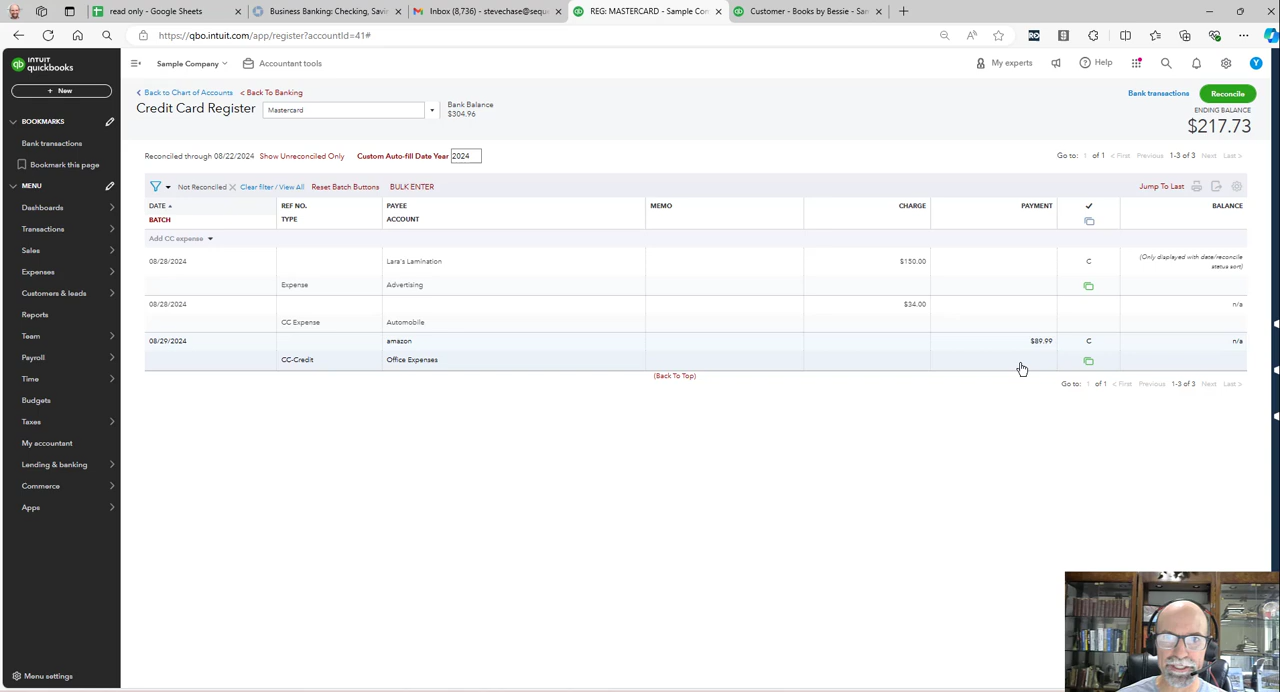 read only - Google Sheets
Business Banking: Checking, Savin
Inbox (8,736) - stevechase@seque
REG: MASTERCARD - Sample Com
Customer - Books by Bessie - Sam
https://qbo.intuit.com/app/register?accountId=41#
INTUIT
quickbooks
Sample Company
Accountant tools
My experts
Help
Y
+ New
Back to Chart of Accounts
< Back To Banking
Bank transactions
Reconcile
Credit Card Register
Mastercard
Bank Balance
$304.96
ENDING BALANCE
$217.73
BOOKMARKS
Bank transactions
Bookmark this page
MENU
Dashboards
Transactions
Sales
Expenses
Customers & leads
Reports
Team
Payroll
Time
Budgets
Taxes
My accountant
Lending & banking
Commerce
Apps
Menu settings
Reconciled through 08/22/2024
Show Unreconciled Only
Custom Auto-fill Date Year
2024
Go to: 1 of 1 < First Previous 1-3 of 3 Next Last >
Not Reconciled
Clear filter / View All
Reset Batch Buttons
BULK ENTER
Jump To Last
DATE
REF NO.
PAYEE
MEMO
CHARGE
PAYMENT
BALANCE
BATCH
TYPE
ACCOUNT
Add CC expense
08/28/2024
Lara's Lamination
$150.00
C
(Only displayed with date/reconcile
status sort)
Expense
Advertising
08/28/2024
$34.00
n/a
CC Expense
Automobile
08/29/2024
amazon
$89.99
C
n/a
CC-Credit
Office Expenses
(Back To Top)
Go to: 1 of 1 < First Previous 1-3 of 3 Next Last >